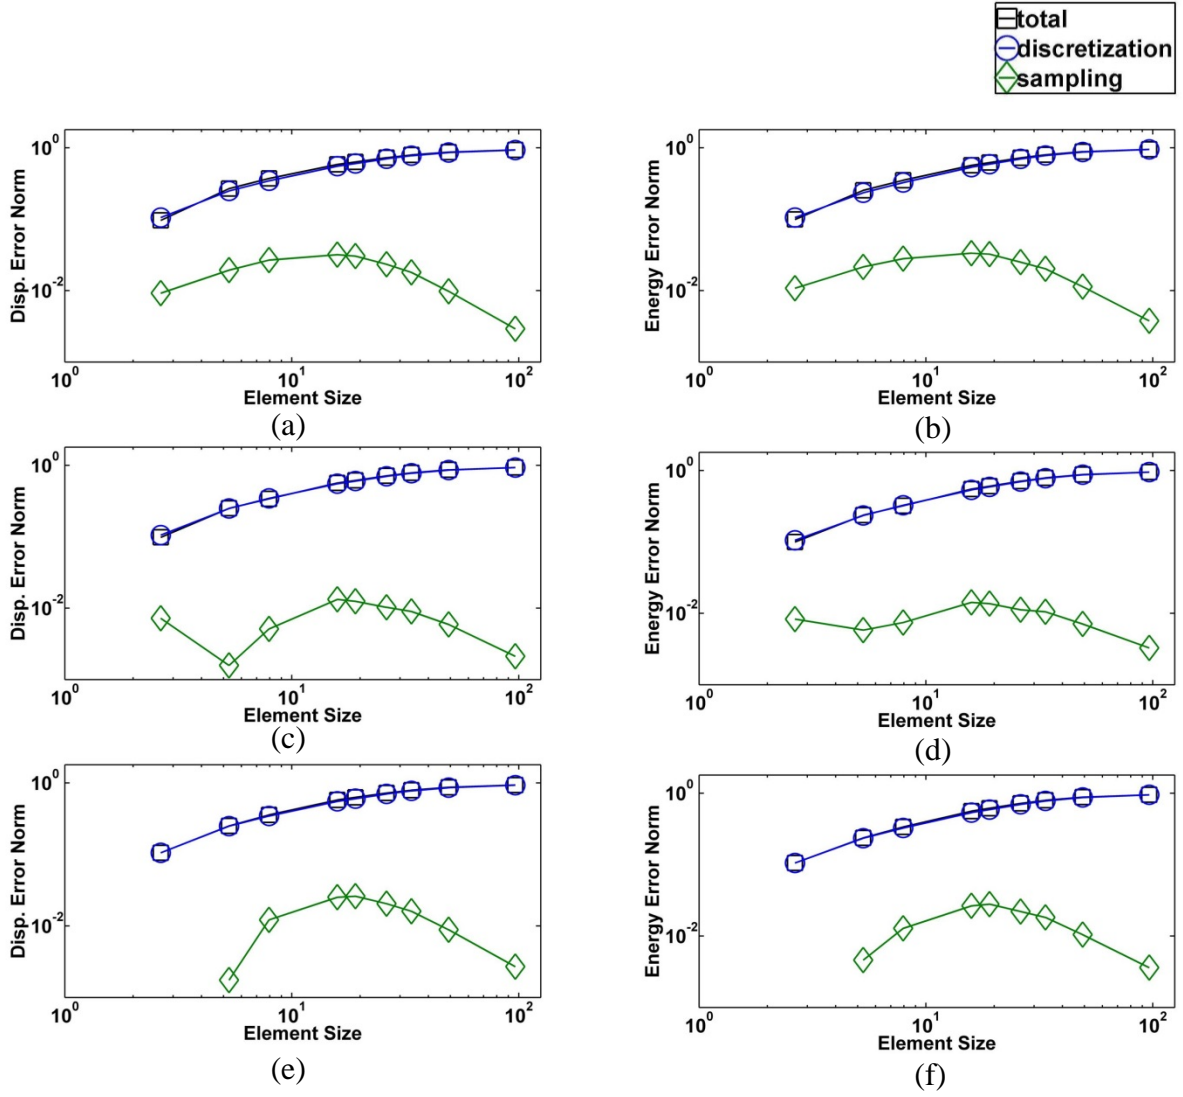 total
discretization
sampling
10^0
10^-2
Disp. Error Norm
10^0 10^1 10^2
Element Size
(a)
10^0
10^-2
Energy Error Norm
10^0 10^1 10^2
Element Size
(b)
10^0
10^-2
Disp. Error Norm
10^0 10^1 10^2
Element Size
(c)
10^0
10^-2
Energy Error Norm
10^0 10^1 10^2
Element Size
(d)
10^0
10^-2
Disp. Error Norm
10^0 10^1 10^2
Element Size
(e)
10^0
10^-2
Energy Error Norm
10^0 10^1 10^2
Element Size
(f)